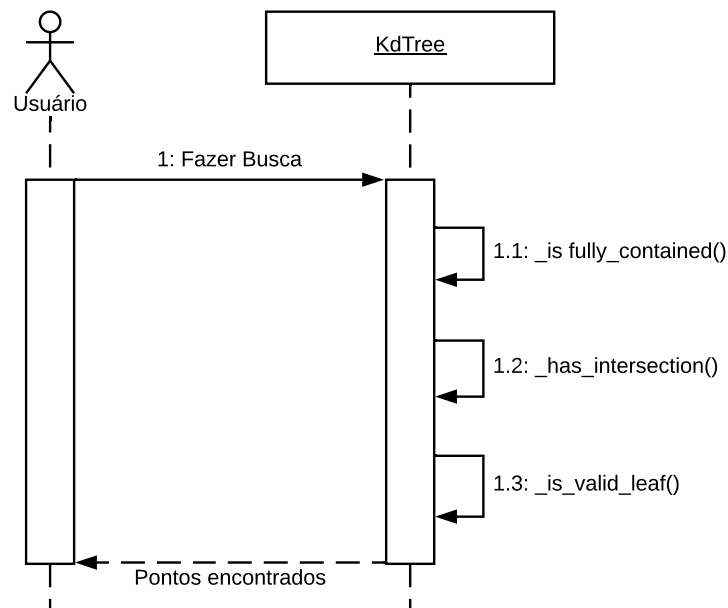 KdTree
Usuário
1: Fazer Busca
1.1: _is fully_contained()
1.2: _has_intersection()
1.3: _is_valid_leaf()
Pontos encontrados